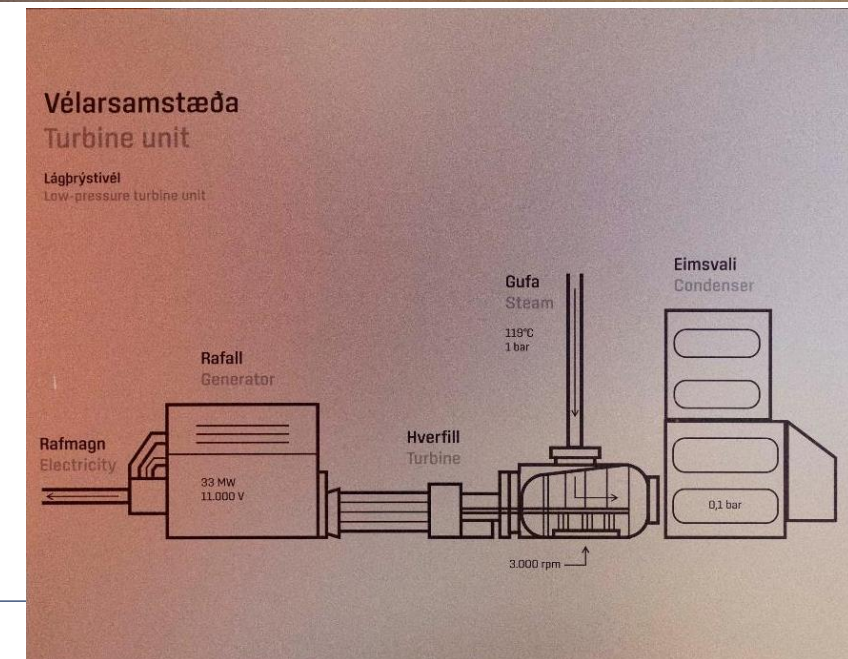 Vélarsamstæða
Turbine unit
Lágþrýstivél
Low-pressure turbine unit
Eimsvali
Condenser
Gufa
Steam
119°C
1 bar
Rafall
Generator
Hverfill
Turbine
Rafmagn
Electricity
33 MW
11.000 V
0,1 bar
3.000 rpm